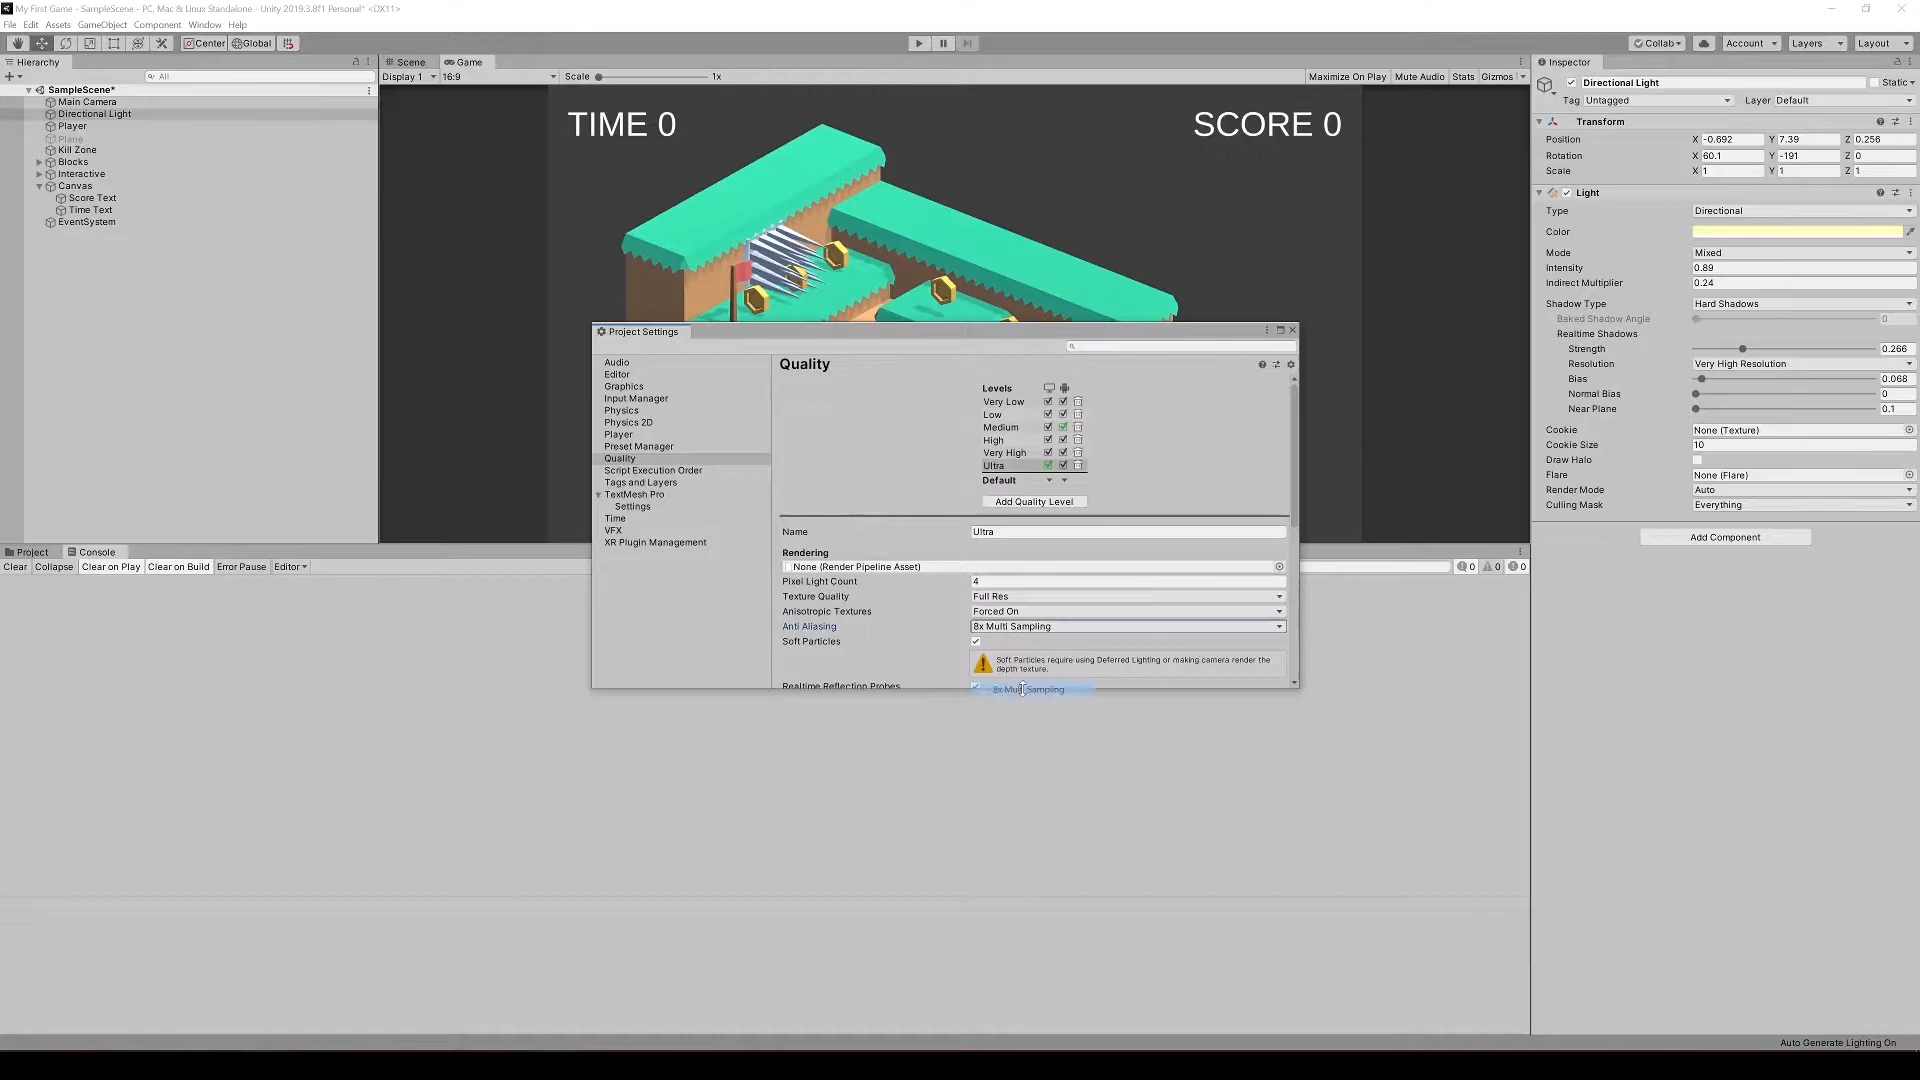 My First Game - SampleScene - PC, Mac & Linux Standalone - Unity 2019.3.8f1 Personal* <DX11>
File Edit Assets GameObject Component Window Help
Center Global Collab Account Layers Layout
Hierarchy
All
SampleScene*
Main Camera
Directional Light
Player
Plane
Kill Zone
Blocks
Interactive
Canvas
Score Text
Time Text
EventSystem
Scene Game
Display 1 16:9 Scale 1x Maximize On Play Mute Audio Stats Gizmos
TIME 0 SCORE 0
Project Settings
Audio
Editor
Graphics
Input Manager
Physics
Physics 2D
Player
Preset Manager
Quality
Script Execution Order
Tags and Layers
TextMesh Pro
Settings
Time
VFX
XR Plugin Management
Quality
Levels
Very Low
Low
Medium
High
Very High
Ultra
Default
Add Quality Level
Name Ultra
Rendering
None (Render Pipeline Asset)
Pixel Light Count 4
Texture Quality Full Res
Anisotropic Textures Forced On
Anti Aliasing 8x Multi Sampling
Soft Particles
Soft Particles require using Deferred Lighting or making camera render the
depth texture.
Realtime Reflection Probes
8x Multi Sampling
Project Console
Clear Collapse Clear on Play Clear on Build Error Pause Editor 0 0 0
Inspector
Directional Light Static
Tag Untagged Layer Default
Transform
Position X -0.692 Y 7.39 Z 0.256
Rotation X 60.1 Y -191 Z 0
Scale X 1 Y 1 Z 1
Light
Type Directional
Color
Mode Mixed
Intensity 0.89
Indirect Multiplier 0.24
Shadow Type Hard Shadows
Baked Shadow Angle 0
Realtime Shadows
Strength 0.266
Resolution Very High Resolution
Bias 0.068
Normal Bias 0
Near Plane 0.1
Cookie None (Texture)
Cookie Size 10
Draw Halo
Flare None (Flare)
Render Mode Auto
Culling Mask Everything
Add Component
Auto Generate Lighting On